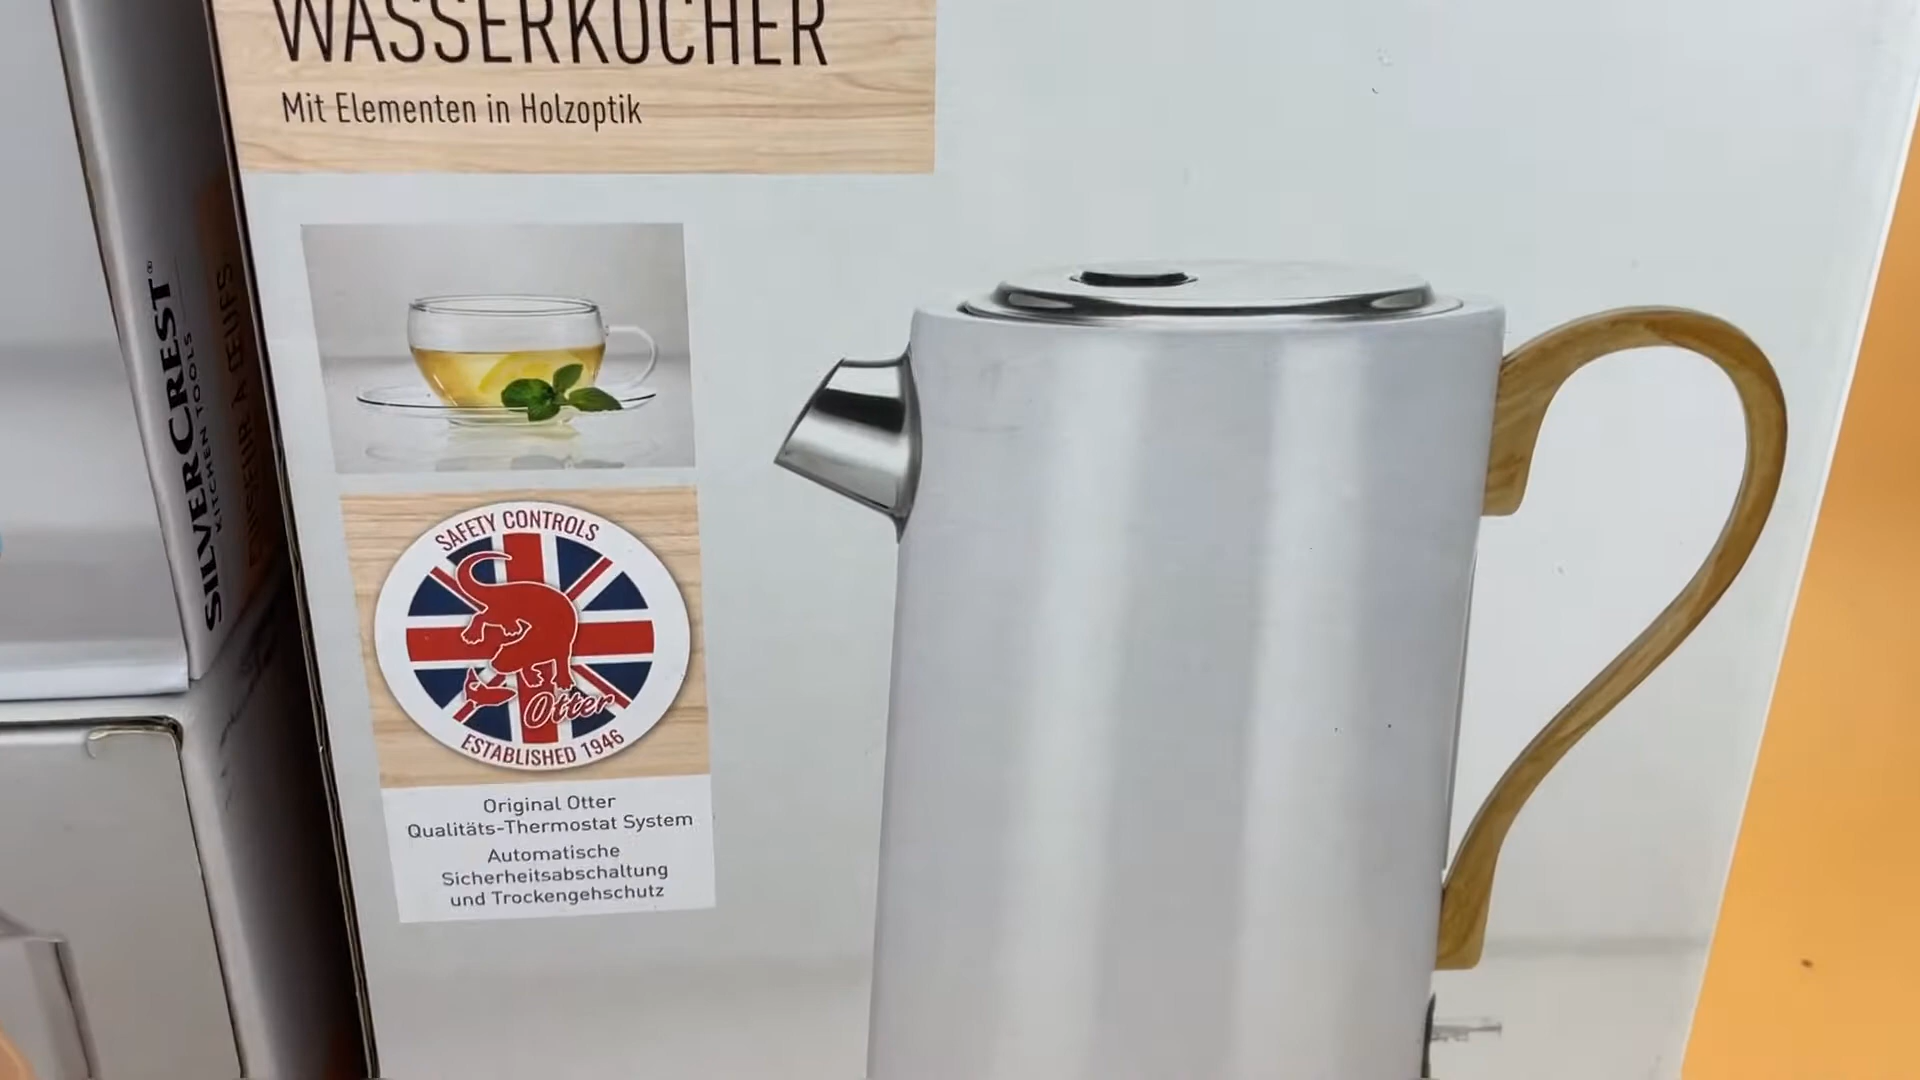 WASSERKOCHER
Mit Elementen in Holzoptik
SILVERCREST®
KITCHEN TOOLS
SAFETY CONTROLS
Otter
ESTABLISHED 1946
Original Otter
Qualitäts-Thermostat System
Automatische
Sicherheitsabschaltung
und Trockengehschutz